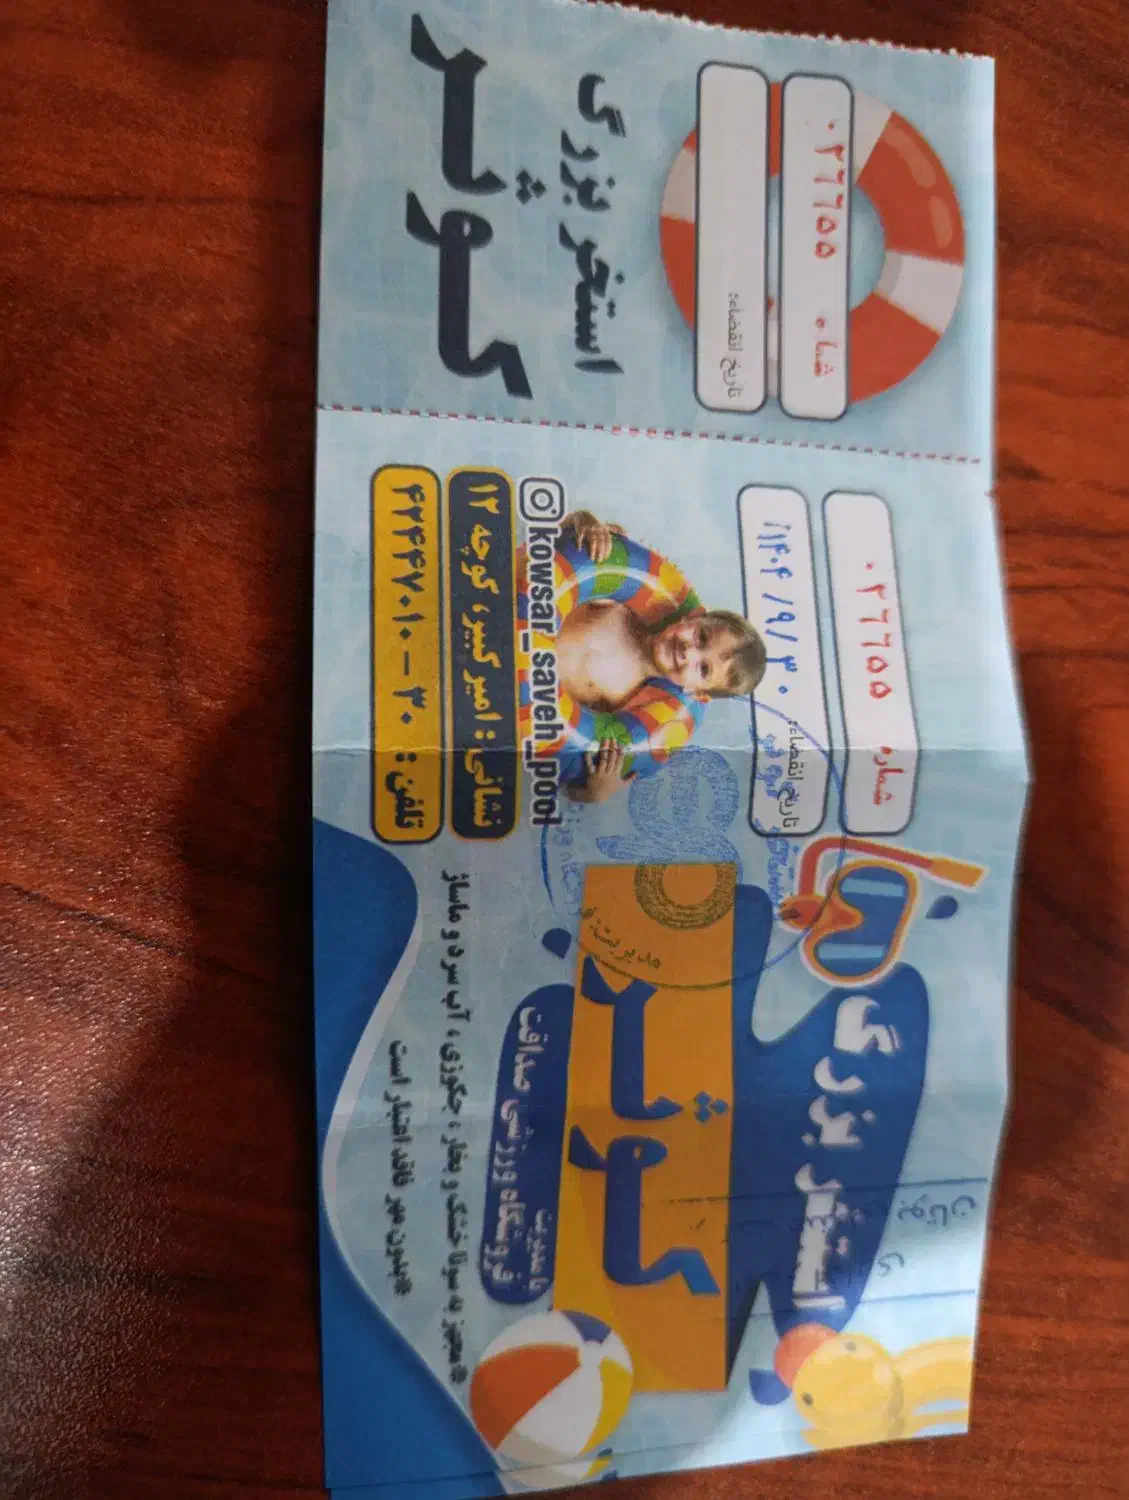 استخر بزرگ
کوثر
شماره ۰۲۶۶۵۵
تاریخ انقضاء:
استخر بزرگ
کوثر
با مدیریت
فروشگاه ورزشی صداقت
*مجهز به سونا خشک و بخار، جکوزی، آب سرد و ماساژ
*بدون مهر فاقد اعتبار است
شماره ۰۲۶۶۵۵
تاریخ انقضاء: ۱۴۰۴/۹/۳۰
kowsar_saveh_pool
نشانی: امیر کبیر، کوچه ۱۲
تلفن: ۳۰ - ۴۲۴۴۷۰۱۰
مدیریت: